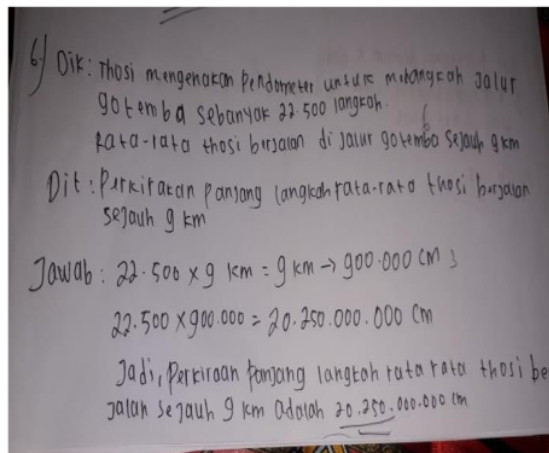 6) Dik: Thosi mengenakan Pendometer untuk melangkah Jalur
gotemba sebanyak 22.500 langkah.
Rata-rata thosi berjalan di Jalur gotemba sejauh 9 km
Dit: Perkirakan panjang langkah rata-rata thosi berjalan
sejauh 9 km
Jawab: 22.500 x 9 km = 9 km → 900.000 cm
22.500 x 900.000 = 20.250.000.000 cm
Jadi, Perkiraan Panjang langkah rata rata thosi be
jalan sejauh 9 km adalah 20.250.000.000 cm